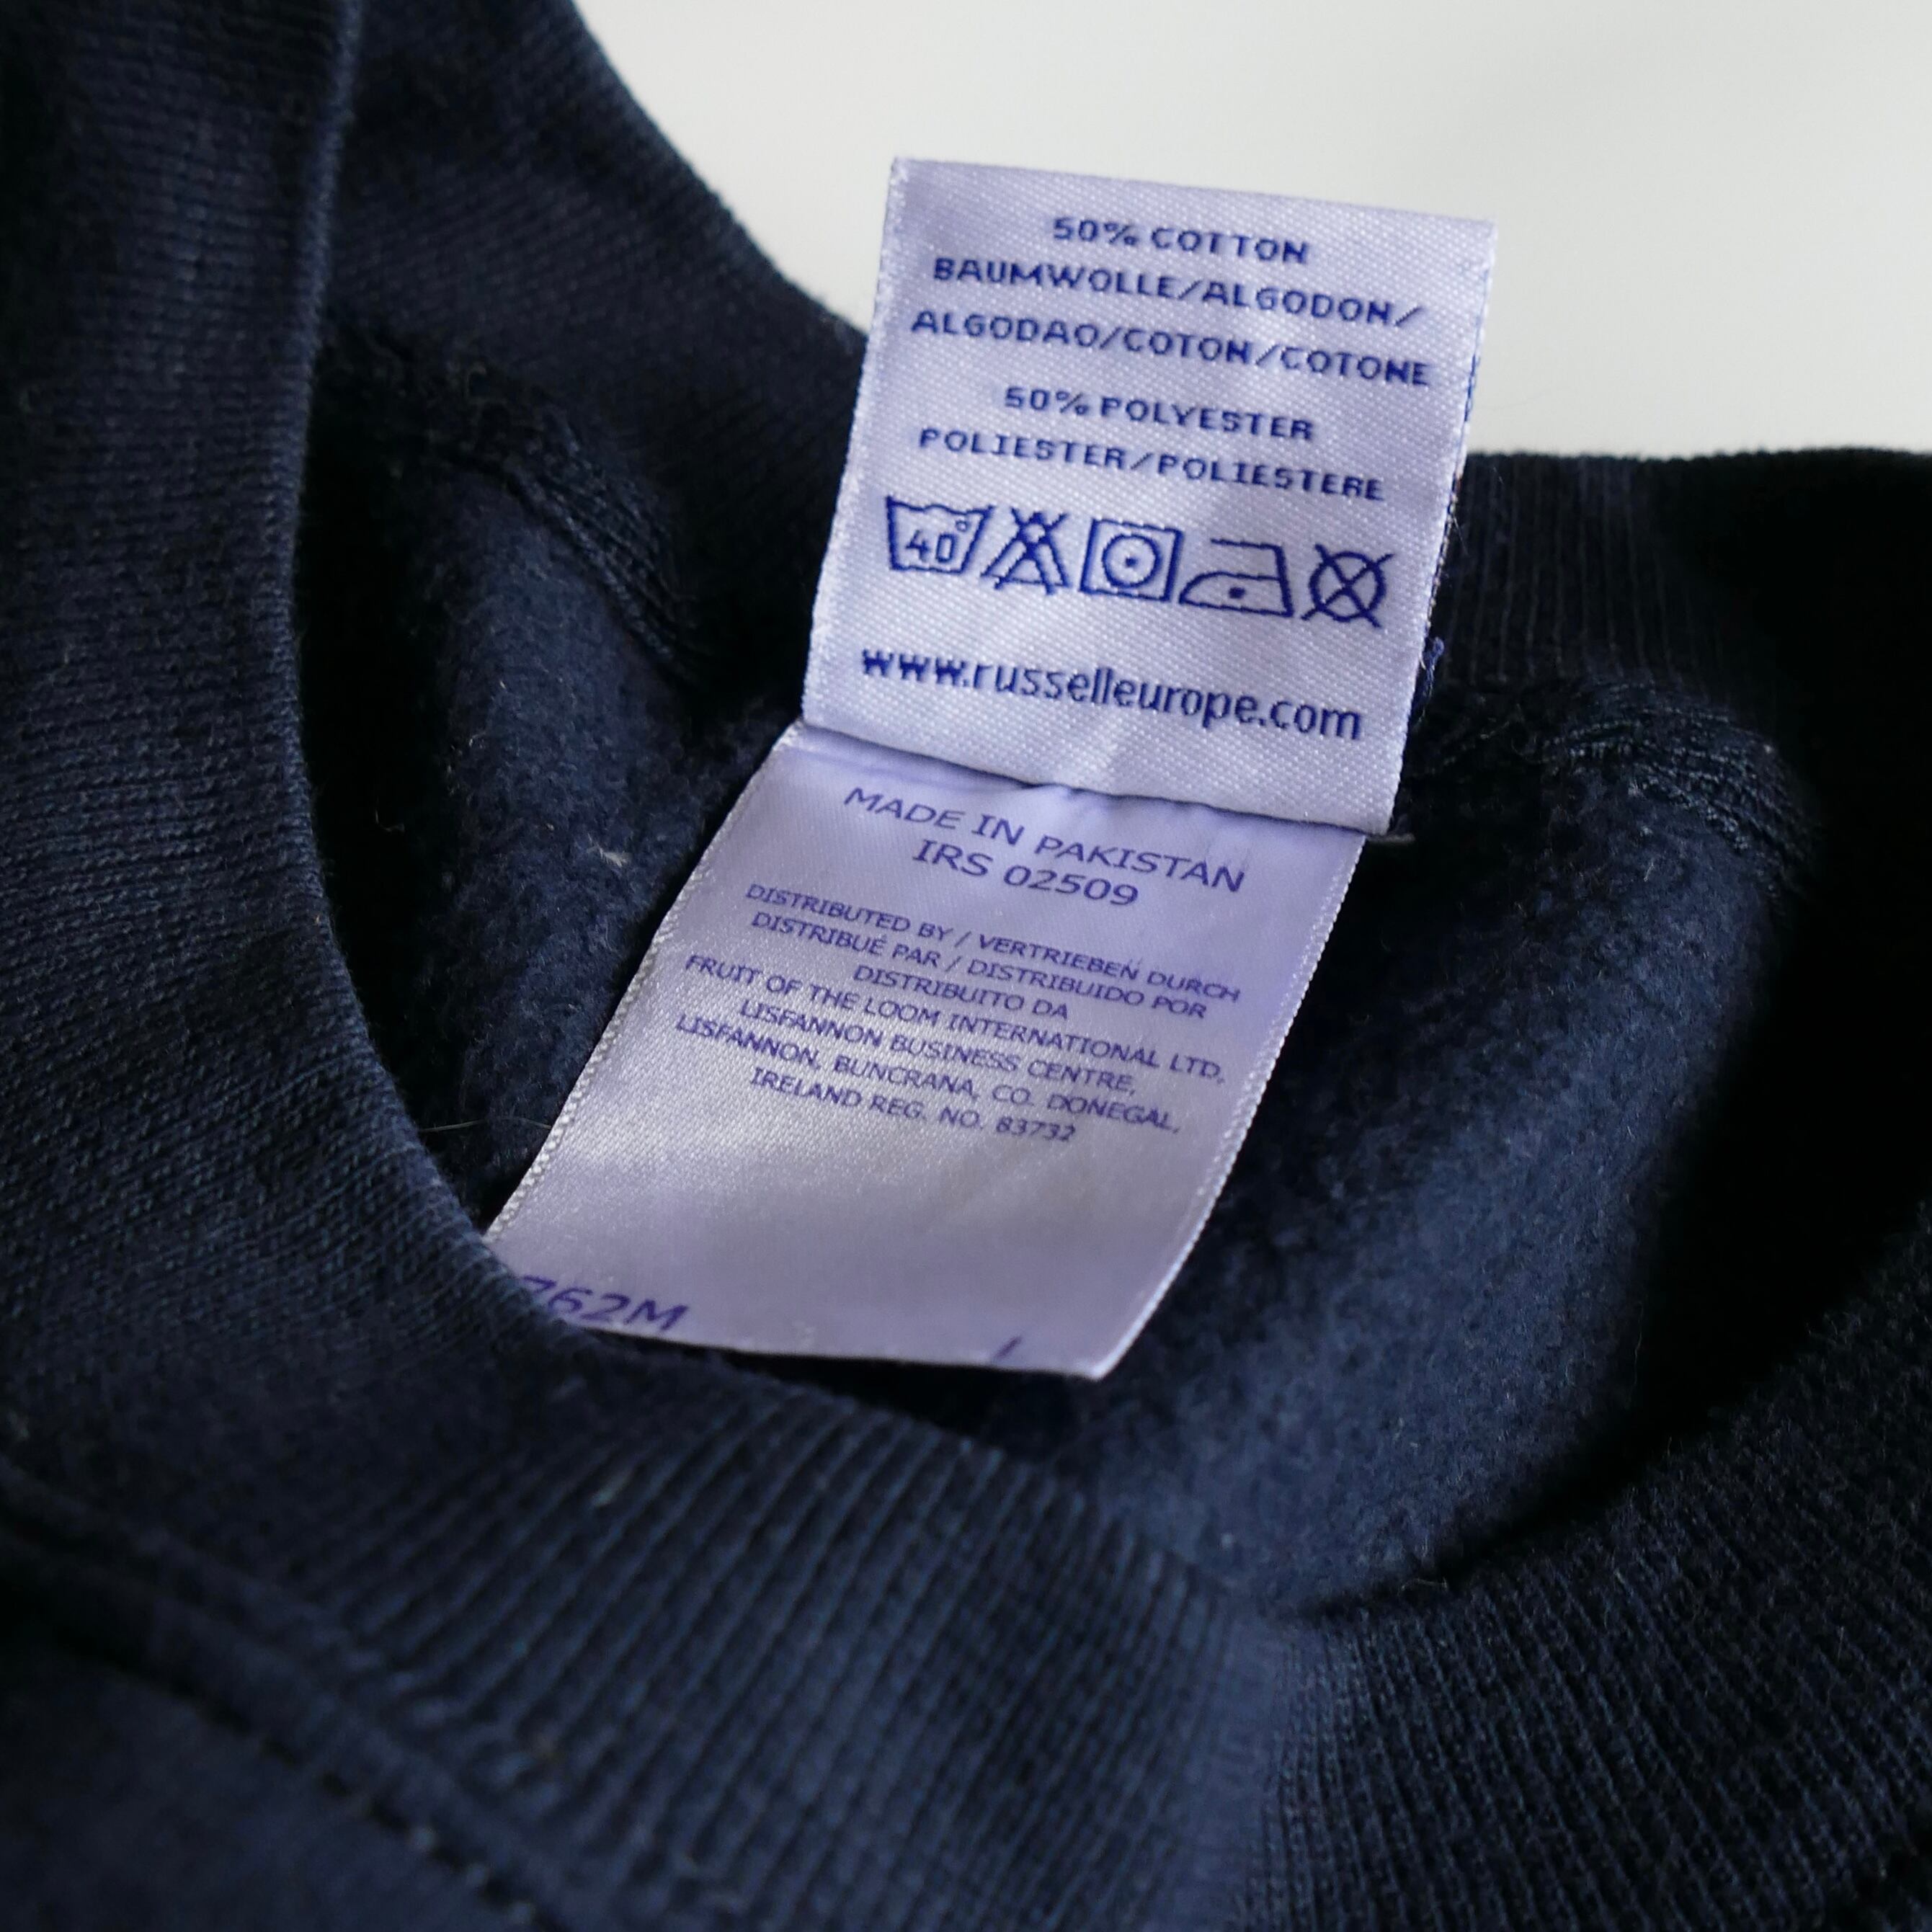 50% COTTON
BAUMWOLLE/ALGODON/
ALGODAO/COTON/COTONE
50% POLYESTER
POLIESTER/POLIESTERE
40°
www.russelleurope.com
MADE IN PAKISTAN
IRS 02509
DISTRIBUTED BY / VERTRIEBEN DURCH
DISTRIBUÉ PAR / DISTRIBUIDO POR
DISTRIBUITO DA
FRUIT OF THE LOOM INTERNATIONAL LTD,
LISFANNON BUSINESS CENTRE,
LISFANNON, BUNCRANA, CO. DONEGAL,
IRELAND REG. NO. 83732
762M